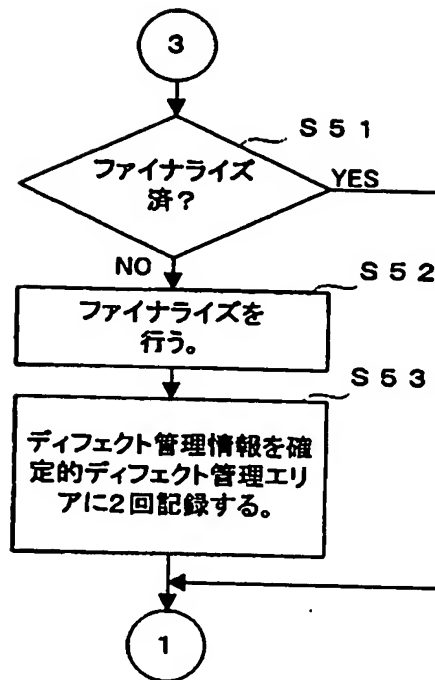 3
S51
ファイナライズ
済?
YES
NO
S52
ファイナライズを
行う。
S53
ディフェクト管理情報を確
定的ディフェクト管理エリ
アに2回記録する。
1